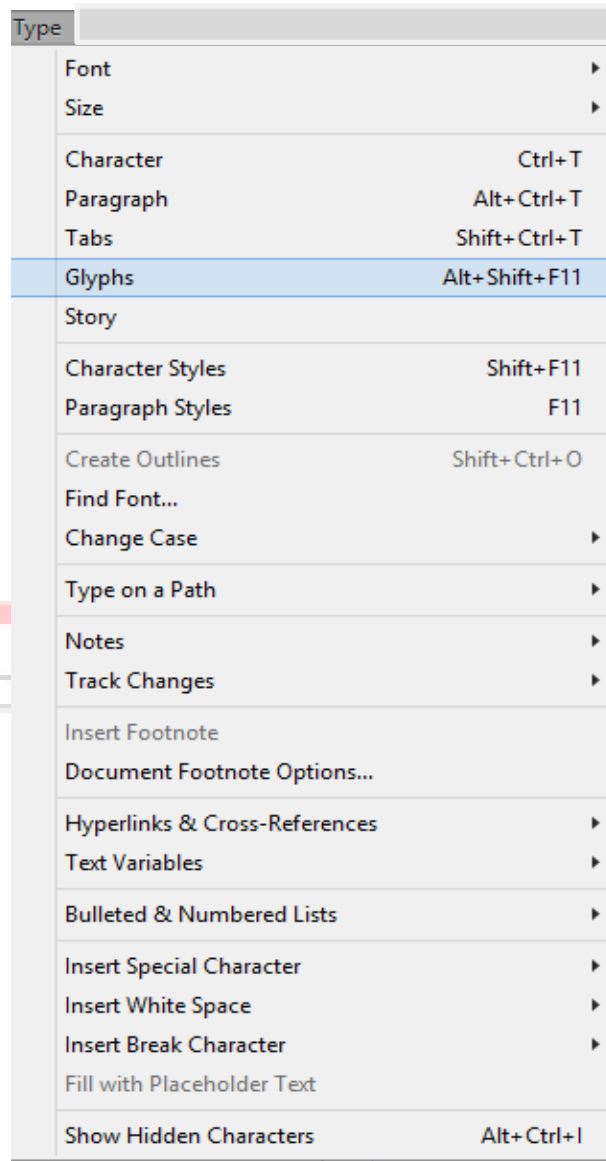 Type
Font
Size
Character Ctrl+T
Paragraph Alt+Ctrl+T
Tabs Shift+Ctrl+T
Glyphs Alt+Shift+F11
Story
Character Styles Shift+F11
Paragraph Styles F11
Create Outlines Shift+Ctrl+O
Find Font...
Change Case
Type on a Path
Notes
Track Changes
Insert Footnote
Document Footnote Options...
Hyperlinks & Cross-References
Text Variables
Bulleted & Numbered Lists
Insert Special Character
Insert White Space
Insert Break Character
Fill with Placeholder Text
Show Hidden Characters Alt+Ctrl+I